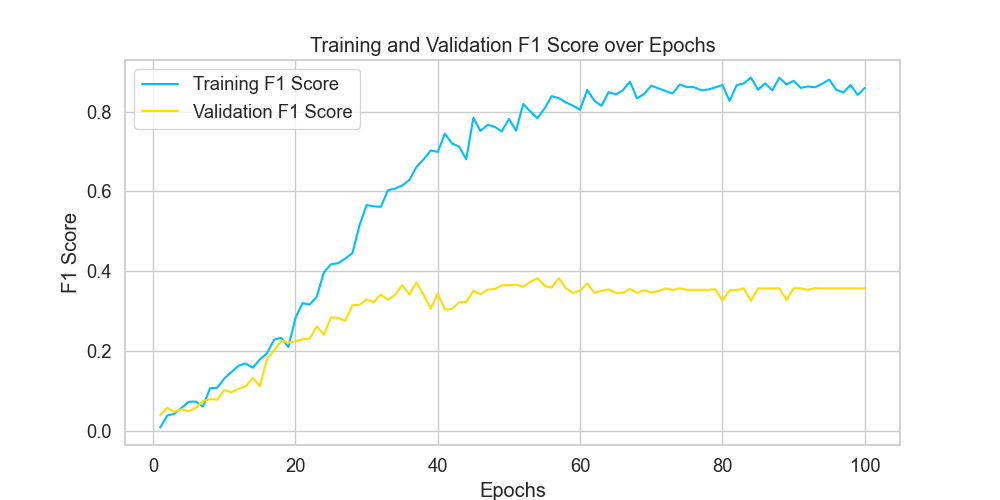 Training and Validation F1 Score over Epochs
Training F1 Score
Validation F1 Score
F1 Score
0.8
0.6
0.4
0.2
0.0
0 20 40 60 80 100
Epochs